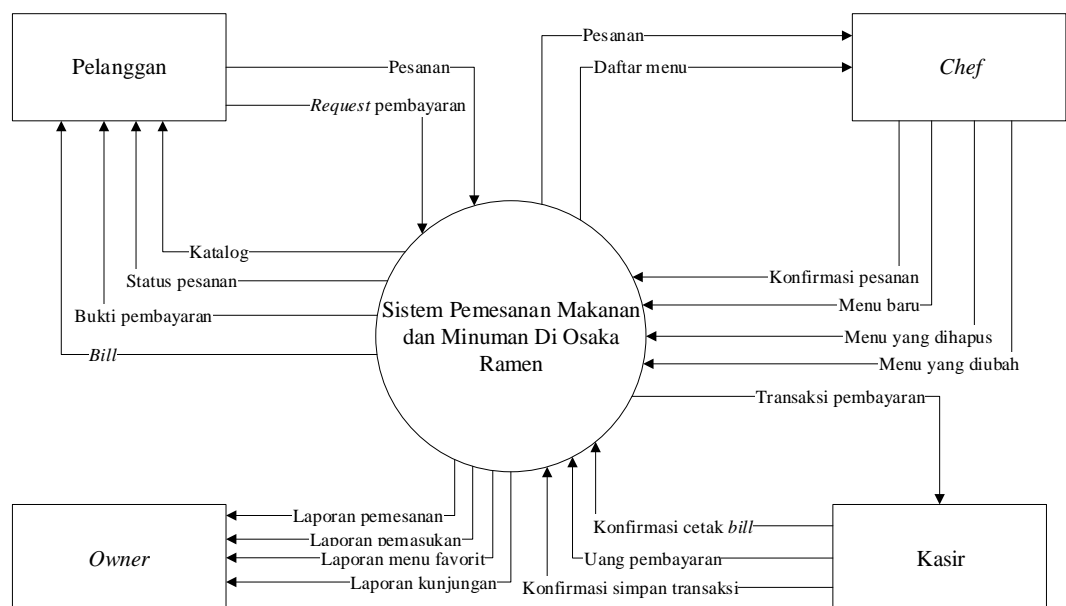 Pelanggan
Pesanan
Request pembayaran
Pesanan
Daftar menu
Chef
Katalog
Status pesanan
Bukti pembayaran
Bill
Sistem Pemesanan Makanan
dan Minuman Di Osaka
Ramen
Konfirmasi pesanan
Menu baru
Menu yang dihapus
Menu yang diubah
Transaksi pembayaran
Owner
Laporan pemesanan
Laporan pemasukan
Laporan menu favorit
Laporan kunjungan
Konfirmasi cetak bill
Uang pembayaran
Konfirmasi simpan transaksi
Kasir